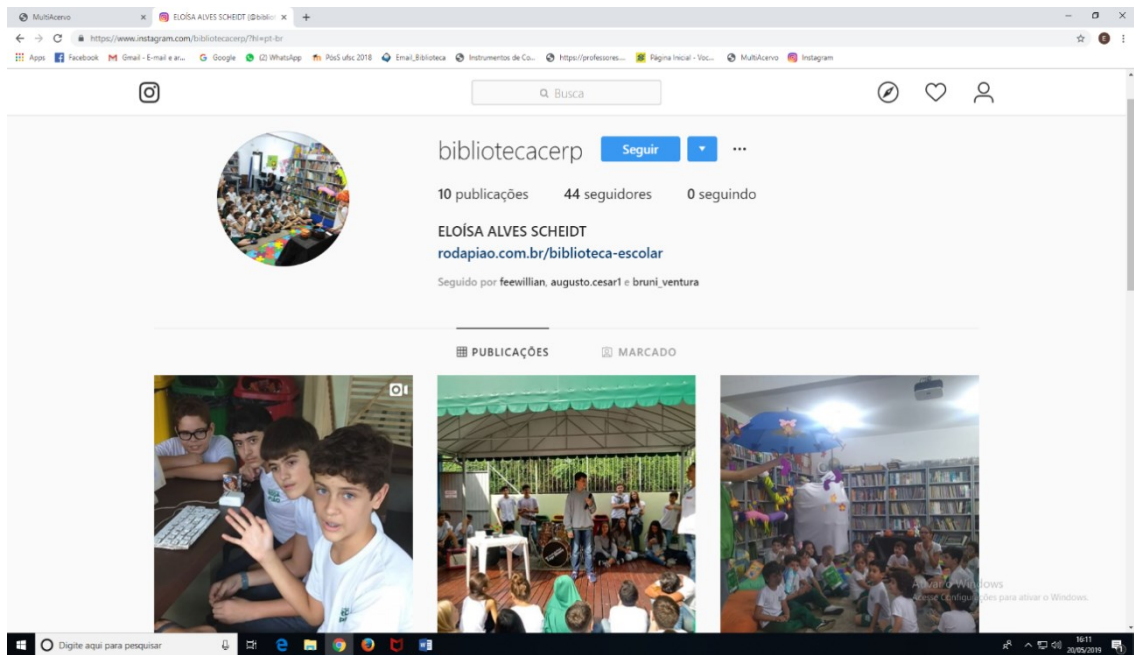 MultiAcervo
ELOÍSA ALVES SCHEIDT (@bibliot
https://www.instagram.com/bibliotecacerp/?hl=pt-br
Apps Facebook Gmail - E-mail e ar... Google (2) WhatsApp PósS ufsc 2018 Email_Biblioteca Instrumentos de Co... https://professores.... Página Inicial - Voc... MultiAcervo Instagram
Busca
bibliotecacerp Seguir
10 publicações 44 seguidores 0 seguindo
ELOÍSA ALVES SCHEIDT
rodapiao.com.br/biblioteca-escolar
Seguido por feewillian, augusto.cesar1 e bruni_ventura
PUBLICAÇÕES MARCADO
Ativar o Windows
Acesse Configurações para ativar o Windows.
Digite aqui para pesquisar
16:11
20/05/2019